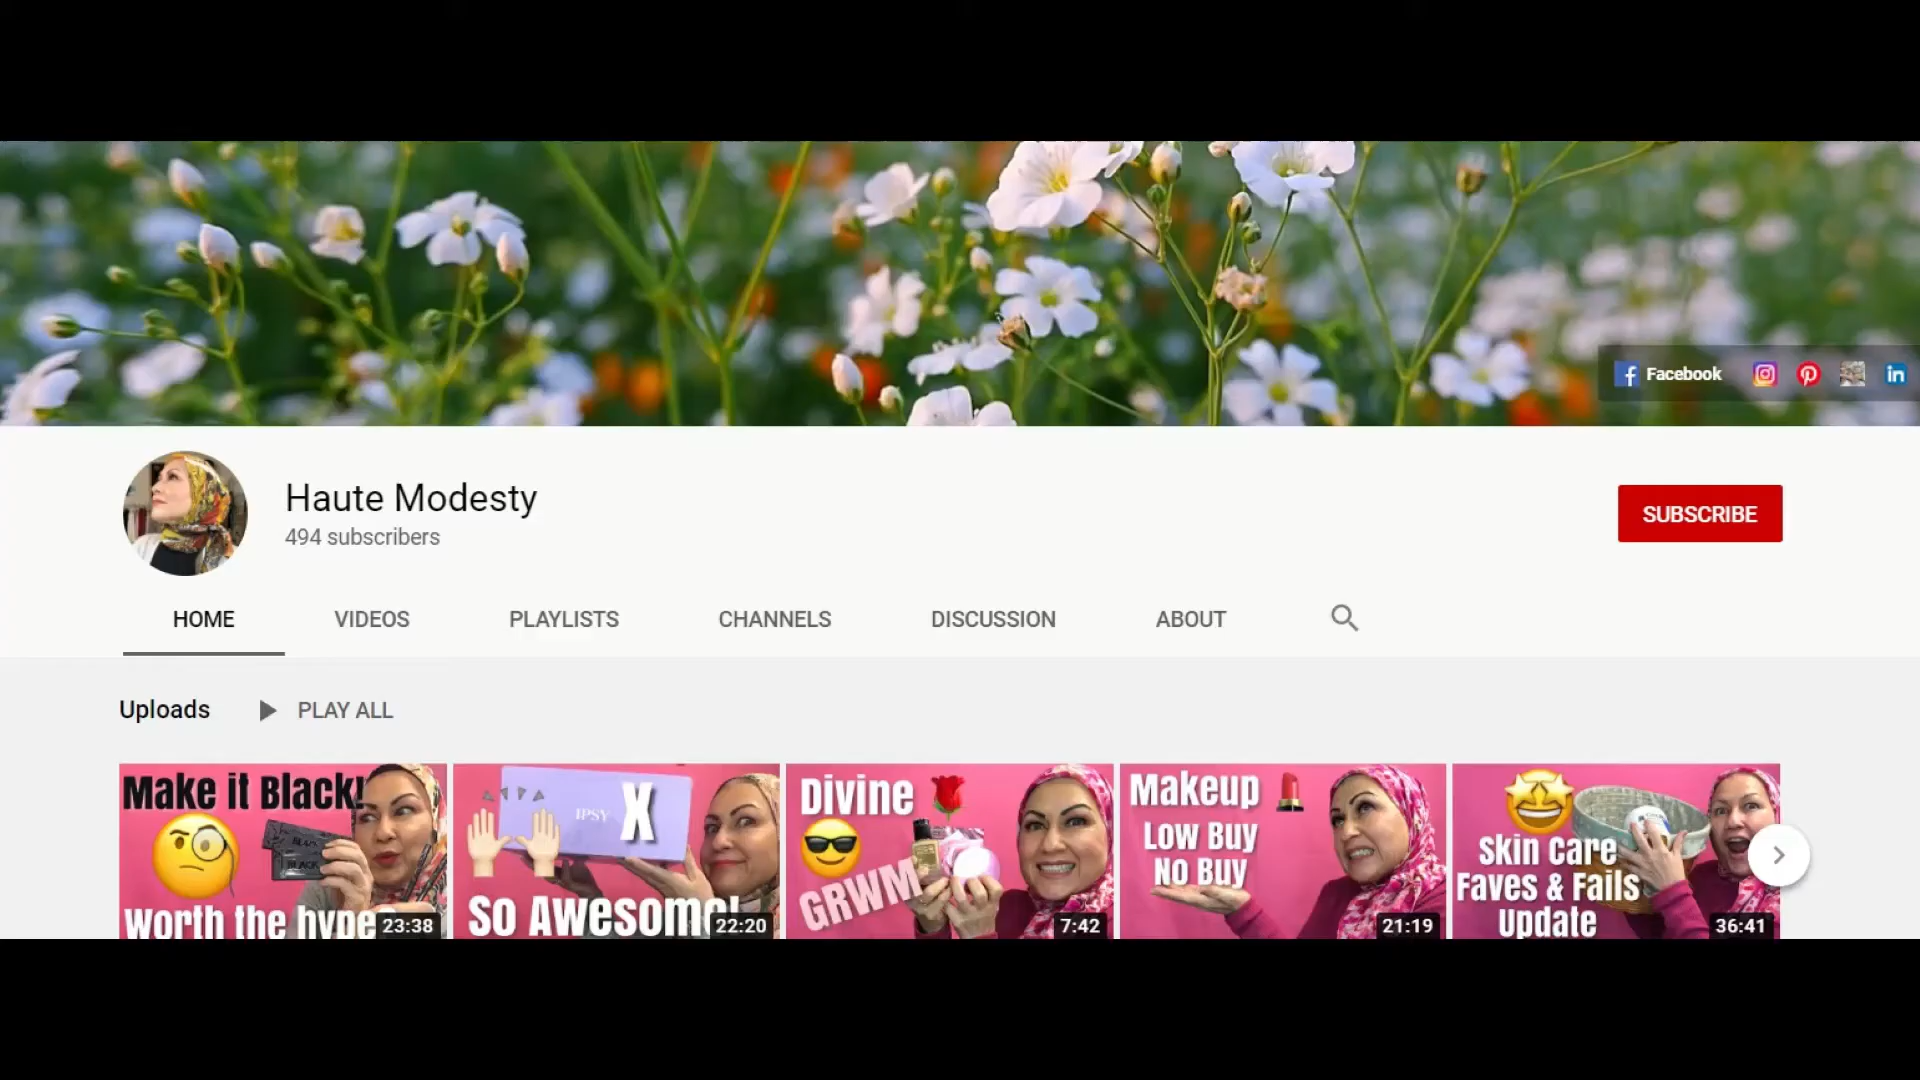 Facebook
Haute Modesty
494 subscribers
SUBSCRIBE
HOME VIDEOS PLAYLISTS CHANNELS DISCUSSION ABOUT
Uploads PLAY ALL
Make it Black!
BLACK
BLACK
Worth the hype
23:38
IPSY X
So Awesome!
22:20
Divine
GRWM
7:42
Makeup
Low Buy
No Buy
21:19
Skin Care
Faves & Fails
Update
36:41